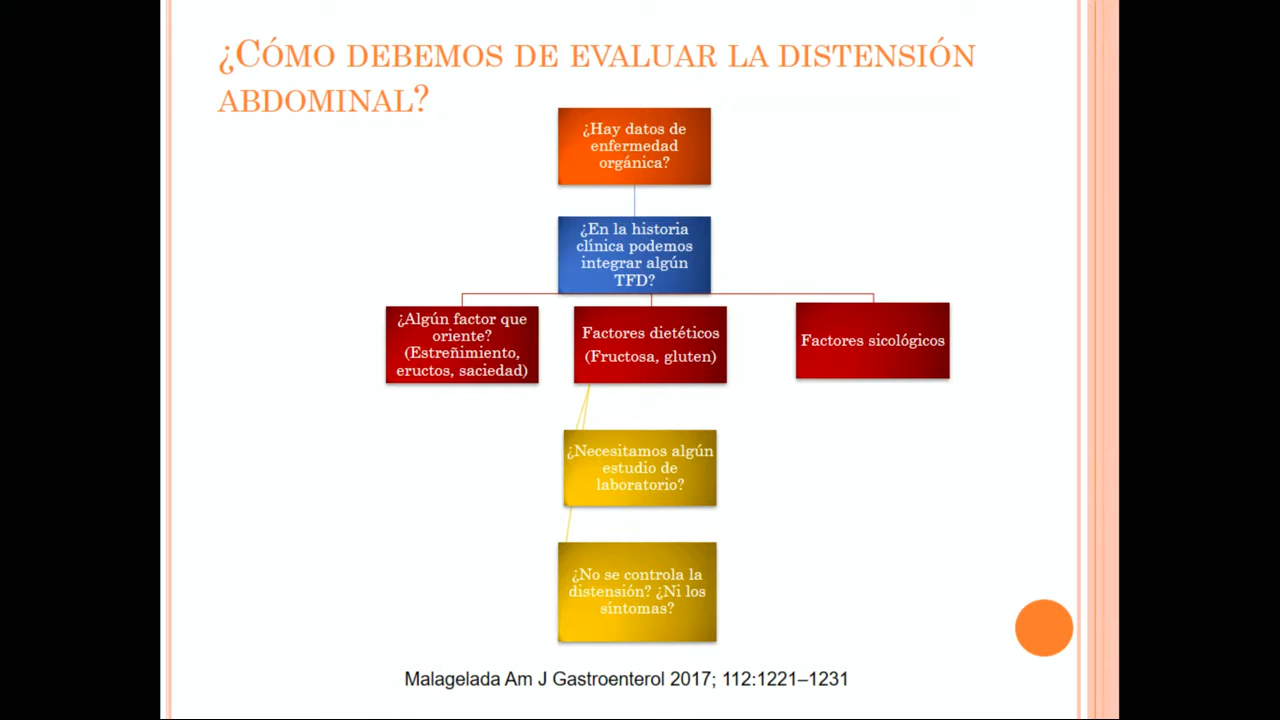 ¿Cómo debemos de evaluar la distensión
abdominal?
¿Hay datos de
enfermedad
orgánica?
¿En la historia
clínica podemos
integrar algún
TFD?
¿Algún factor que
oriente?
(Estreñimiento,
eructos, saciedad)
Factores dietéticos
(Fructosa, gluten)
Factores sicológicos
¿Necesitamos algún
estudio de
laboratorio?
¿No se controla la
distensión? ¿Ni los
síntomas?
Malagelada Am J Gastroenterol 2017; 112:1221–1231